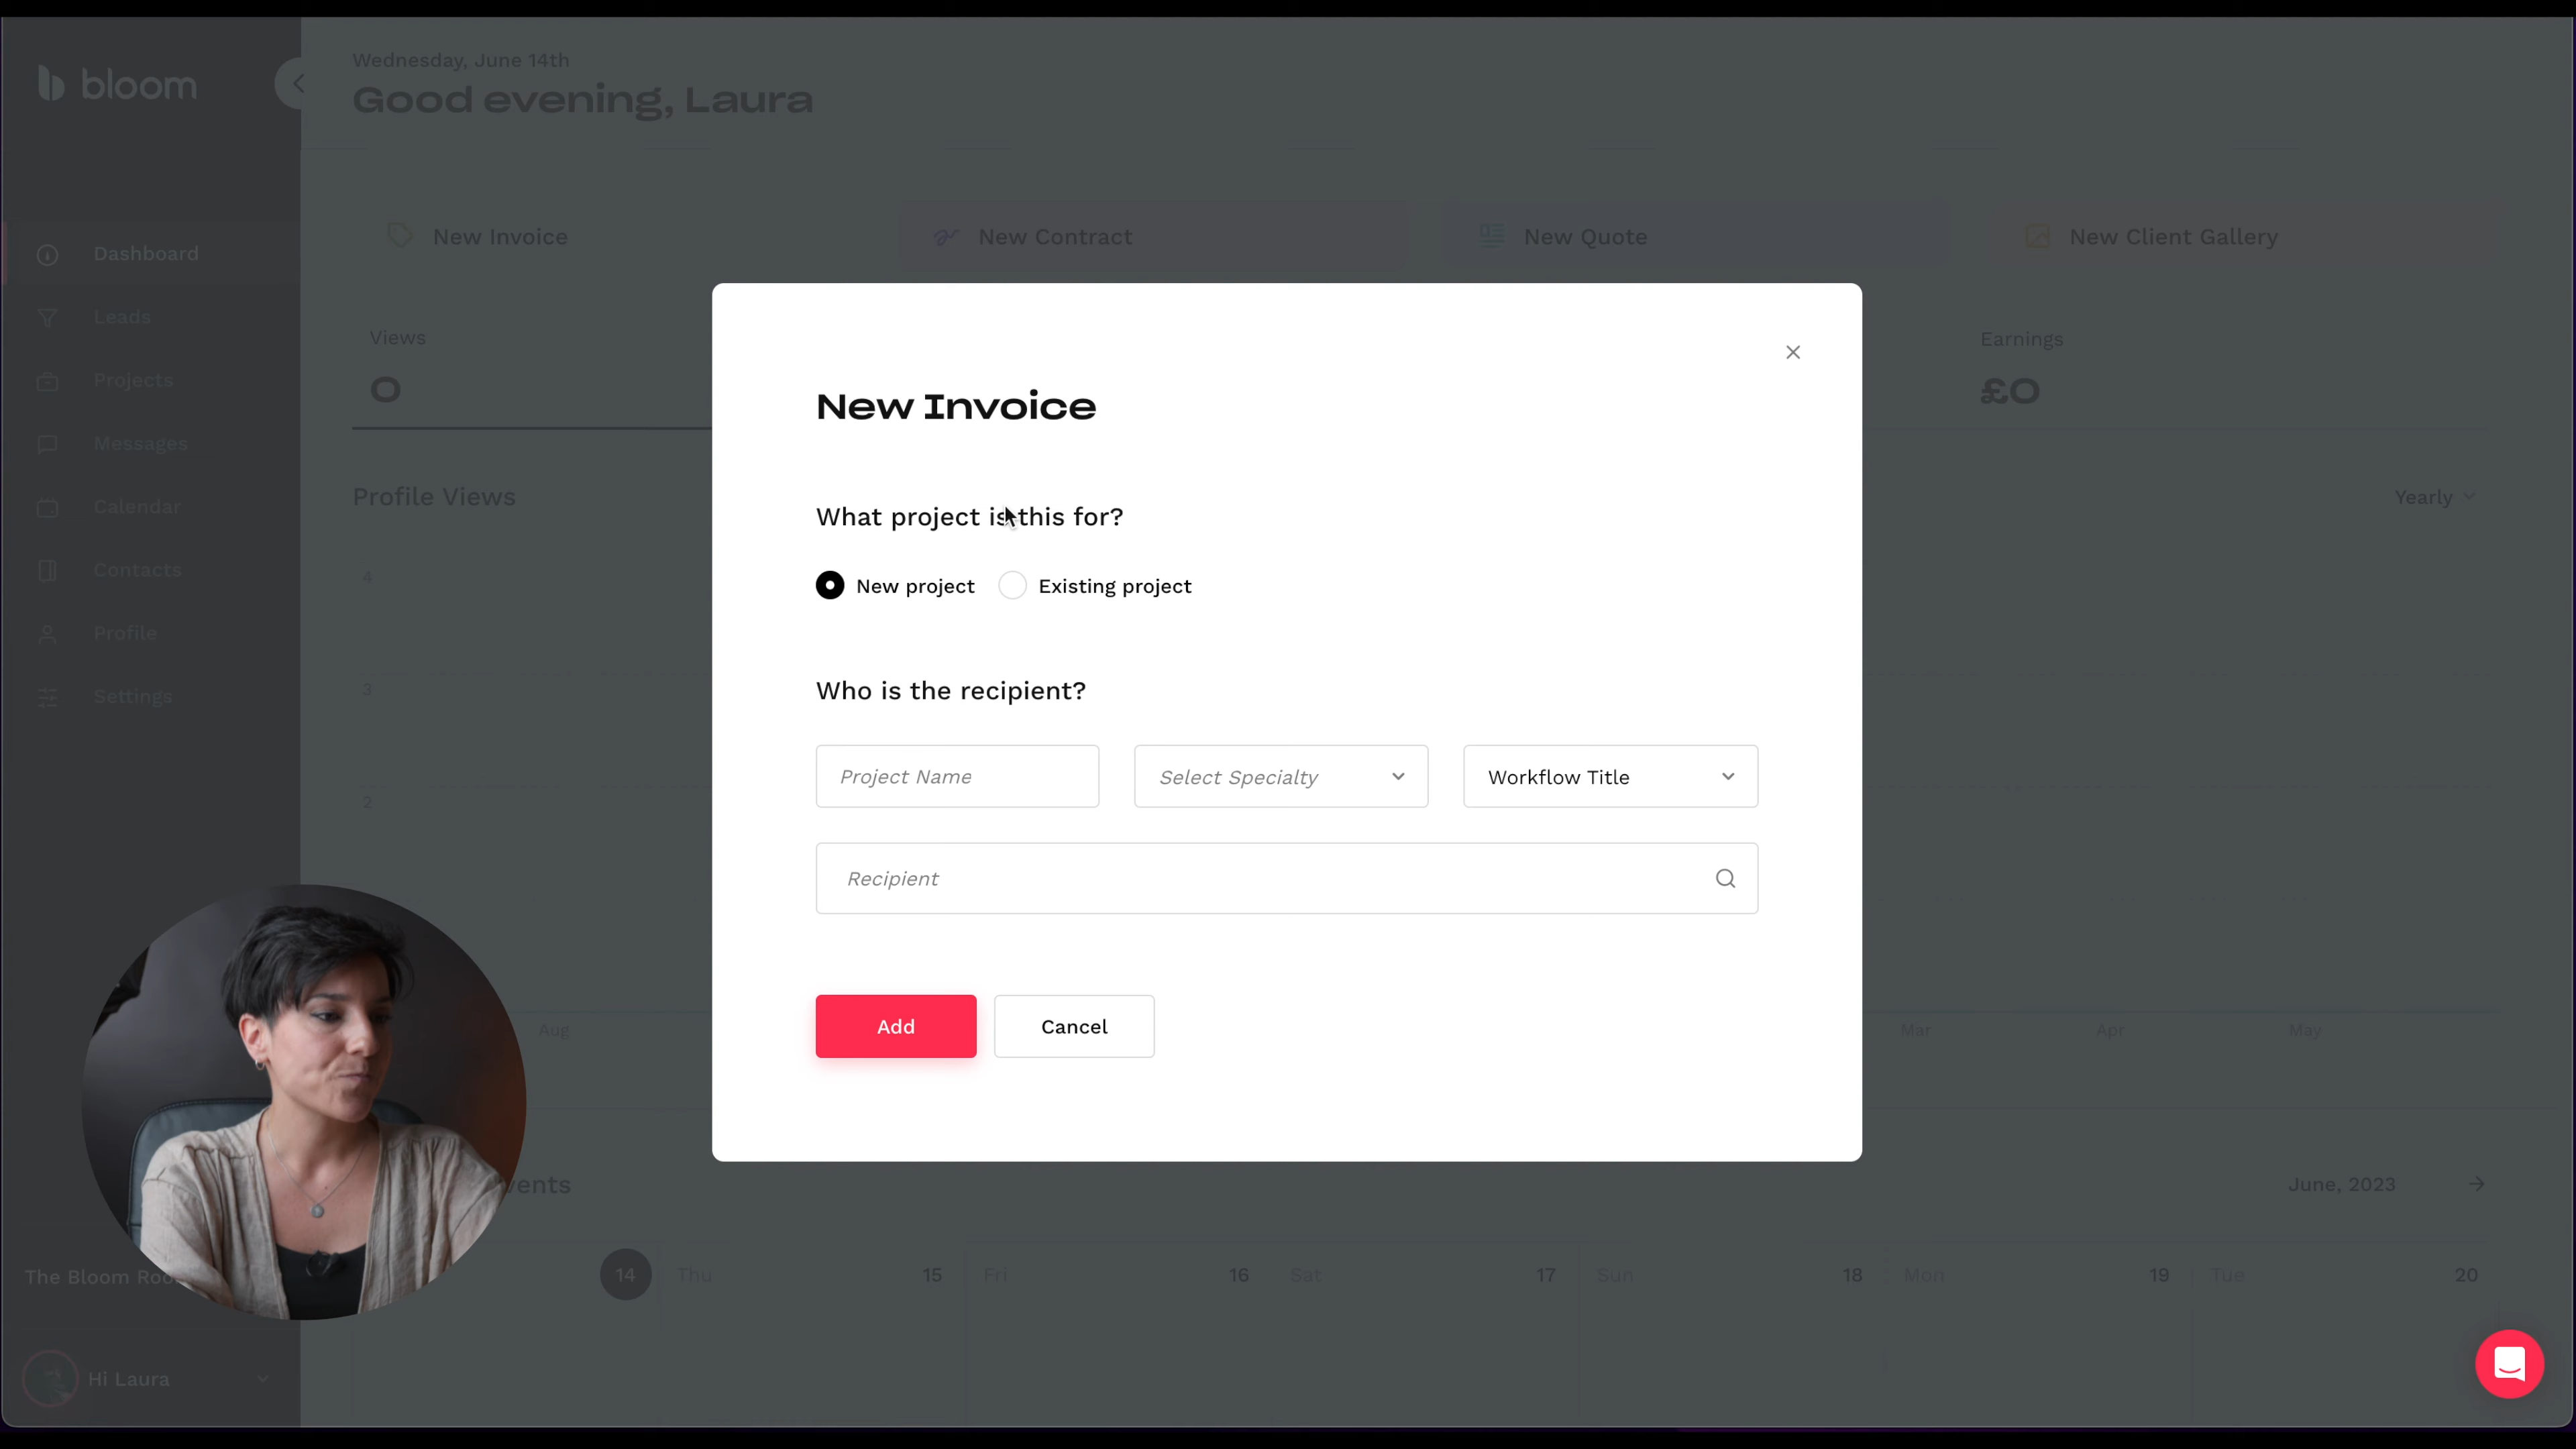 bloom
Wednesday, June 14th
Good evening, Laura
Dashboard
Leads
Projects
Messages
Calendar
Contacts
Profile
Settings
New Invoice
New Contract
New Quote
New Client Gallery
Views
0
Earnings
£0
Profile Views
Yearly
4
3
2
Aug
Mar
Apr
May
New Invoice
What project is this for?
New project
Existing project
Who is the recipient?
Project Name
Select Specialty
Workflow Title
Recipient
Add
Cancel
June, 2023
14
Thu
15
Fri
16
Sat
17
Sun
18
Mon
19
Tue
20
The Bloom
Hi Laura